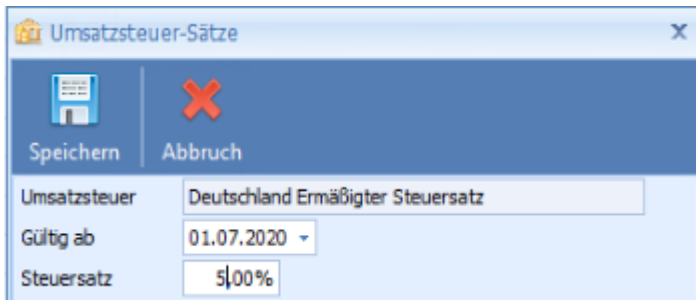 Umsatzsteuer-Sätze
Speichern Abbruch
Umsatzsteuer Deutschland Ermäßigter Steuersatz
Gültig ab 01.07.2020
Steuersatz 5,00%